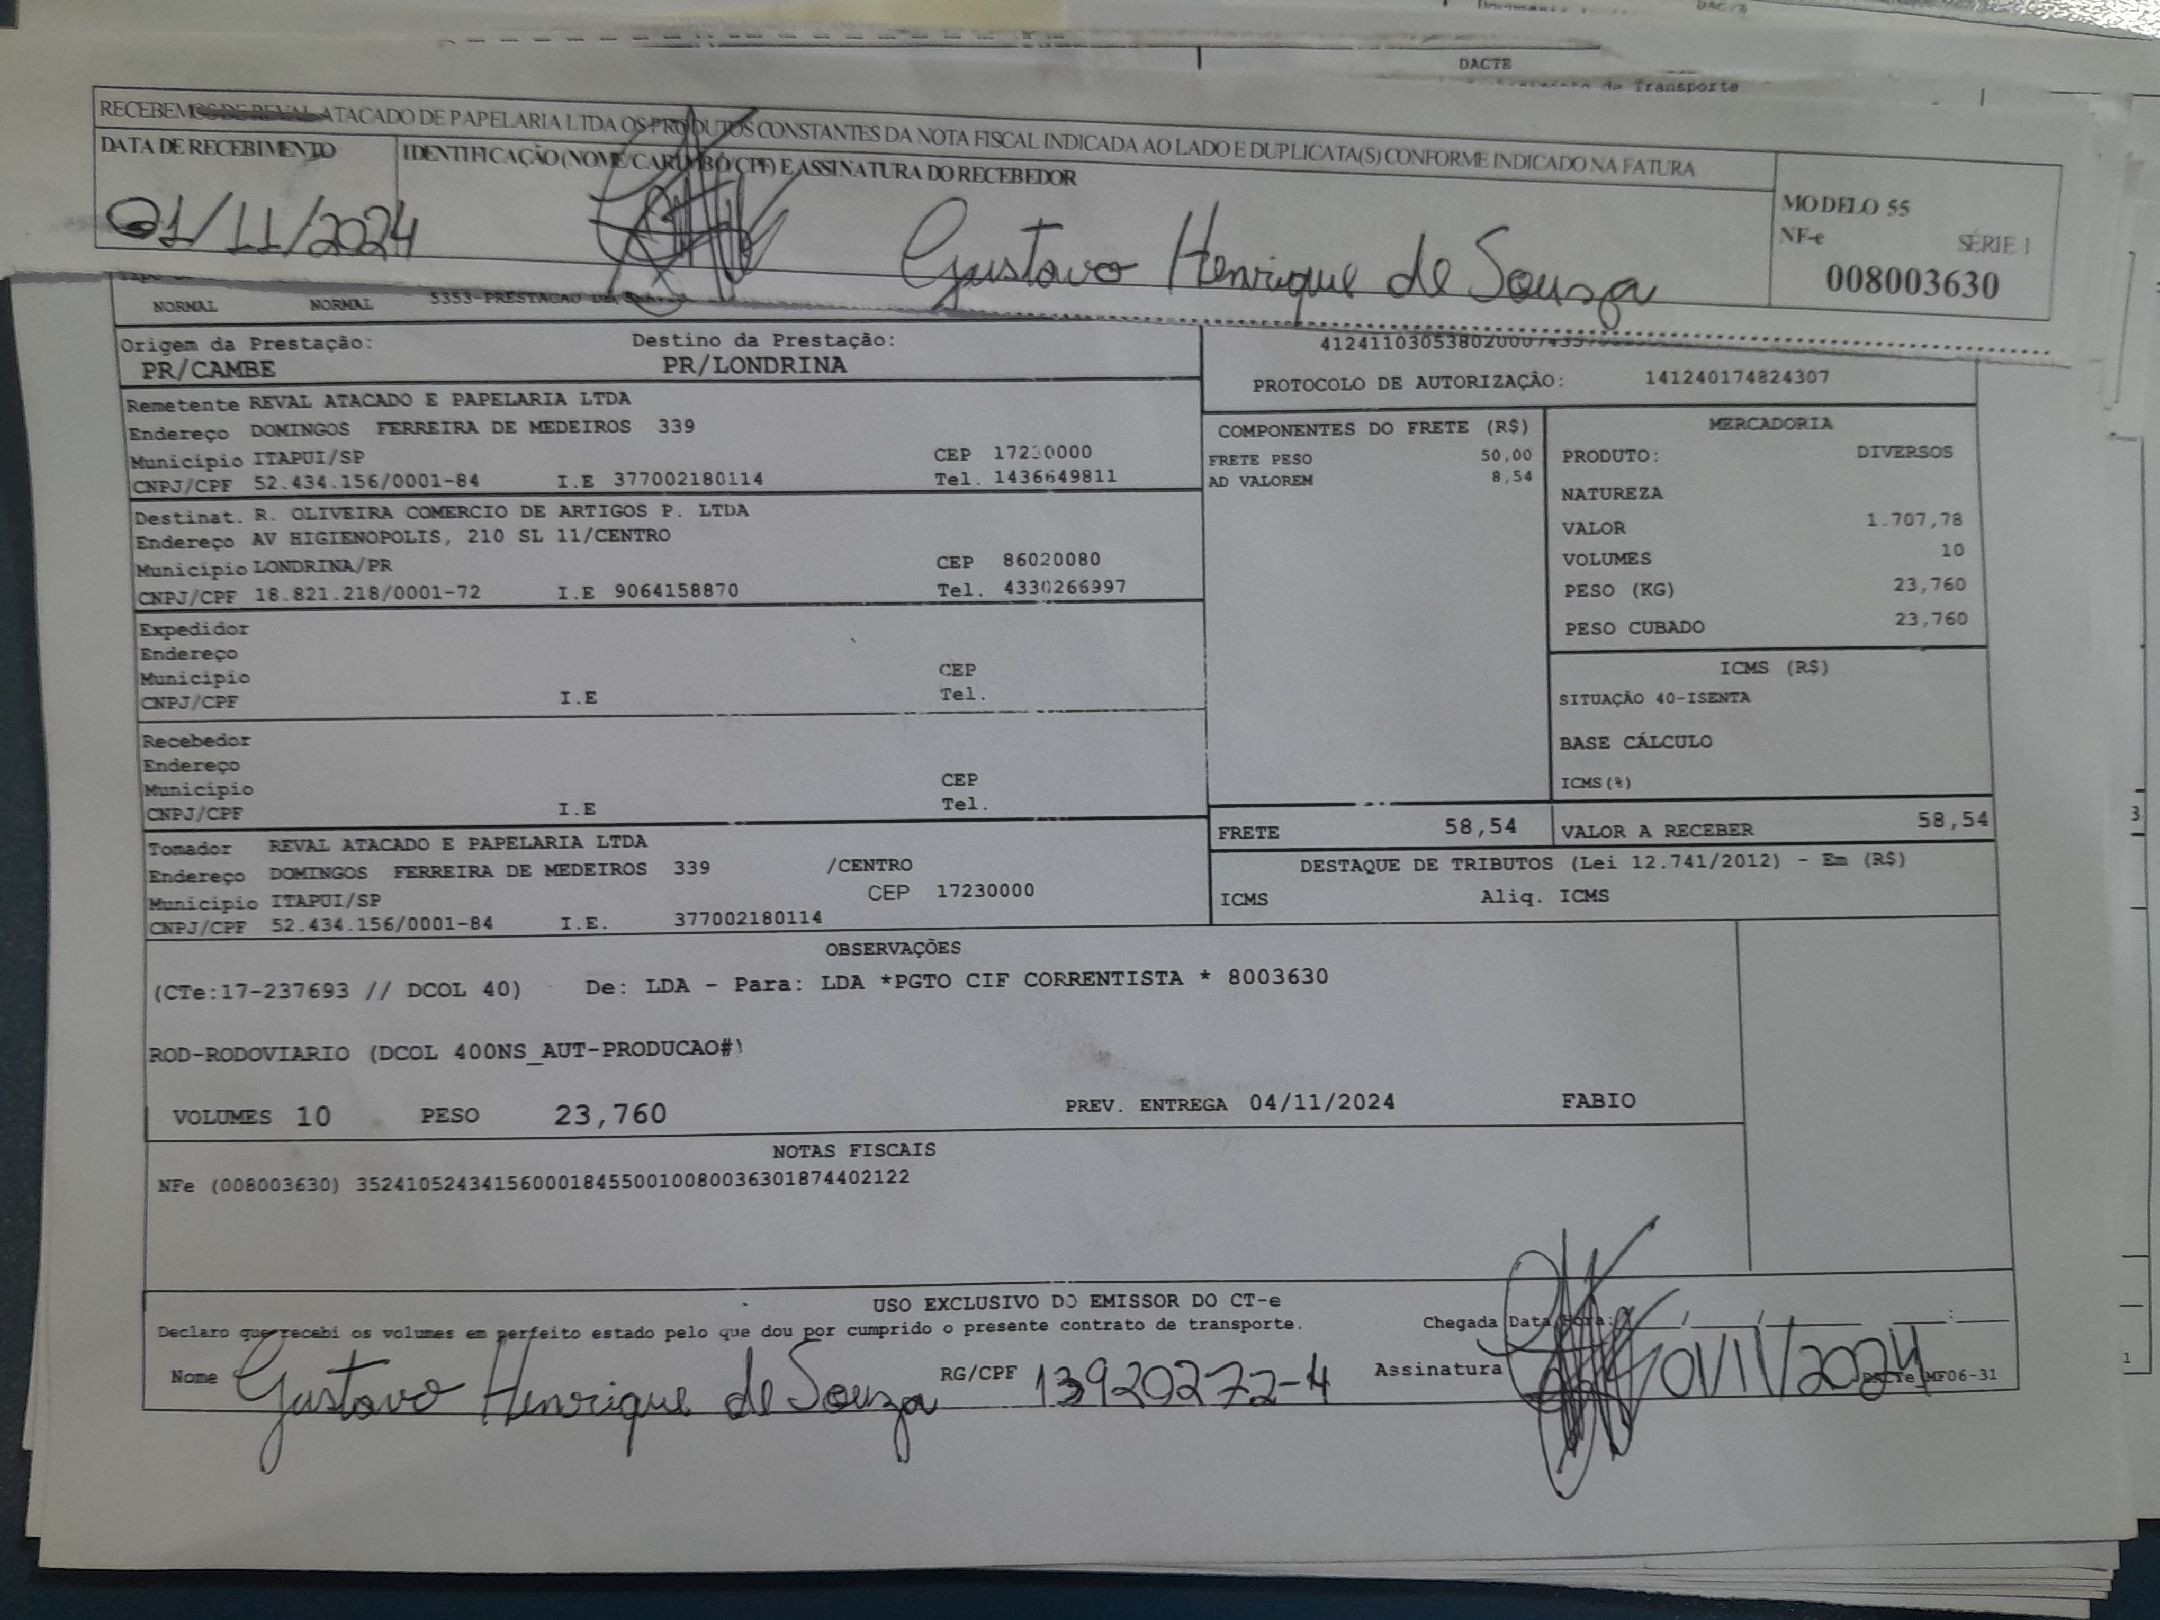 DACTE
de Transporte
RECEBEMOS DE REVAL ATACADO DE PAPELARIA LTDA OS PRODUTOS CONSTANTES DA NOTA FISCAL INDICADA AO LADO E DUPLICATA(S) CONFORME INDICADO NA FATURA
DATA DE RECEBIMENTO IDENTIFICAÇÃO (NOME/CARIMBO/CPF) E ASSINATURA DO RECEBEDOR
MODELO 55
NF-e SÉRIE 1
008003630
01/11/2024 Gustavo Henrique de Souza
NORMAL NORMAL 5353-PRESTACAO
Origem da Prestação: Destino da Prestação:
PR/CAMBE PR/LONDRINA
PROTOCOLO DE AUTORIZAÇÃO: 141240174824307
Remetente REVAL ATACADO E PAPELARIA LTDA
Endereço DOMINGOS FERREIRA DE MEDEIROS 339
Município ITAPUI/SP CEP 17230000
CNPJ/CPF 52.434.156/0001-84 I.E 377002180114 Tel. 1436649811
Destinat. R. OLIVEIRA COMERCIO DE ARTIGOS P. LTDA
Endereço AV HIGIENOPOLIS, 210 SL 11/CENTRO
Município LONDRINA/PR CEP 86020080
CNPJ/CPF 18.821.218/0001-72 I.E 9064158870 Tel. 4330266997
Expedidor
Endereço
Município CEP
CNPJ/CPF I.E Tel.
Recebedor
Endereço
Município CEP
CNPJ/CPF I.E Tel.
Tomador REVAL ATACADO E PAPELARIA LTDA
Endereço DOMINGOS FERREIRA DE MEDEIROS 339 /CENTRO
Município ITAPUI/SP CEP 17230000
CNPJ/CPF 52.434.156/0001-84 I.E. 377002180114
COMPONENTES DO FRETE (R$)
FRETE PESO 50,00
AD VALOREM 8,54
MERCADORIA
PRODUTO: DIVERSOS
NATUREZA
VALOR 1.707,78
VOLUMES 10
PESO (KG) 23,760
PESO CUBADO 23,760
ICMS (R$)
SITUAÇÃO 40-ISENTA
BASE CÁLCULO
ICMS(%)
FRETE 58,54 VALOR A RECEBER 58,54
DESTAQUE DE TRIBUTOS (Lei 12.741/2012) - Em (R$)
ICMS Aliq. ICMS
OBSERVAÇÕES
(CTe:17-237693 // DCOL 40) De: LDA - Para: LDA *PGTO CIF CORRENTISTA * 8003630
ROD-RODOVIARIO (DCOL 400NS_AUT-PRODUCAO#)
VOLUMES 10 PESO 23,760 PREV. ENTREGA 04/11/2024 FABIO
NOTAS FISCAIS
NFe (008003630) 35241052434156000184550010080036301874402122
USO EXCLUSIVO DO EMISSOR DO CT-e
Declaro que recebi os volumes em perfeito estado pelo que dou por cumprido o presente contrato de transporte. Chegada Data Hora: / / :
Nome Gustavo Henrique de Souza RG/CPF 13920272-4 Assinatura 01/11/2024
MF06-31